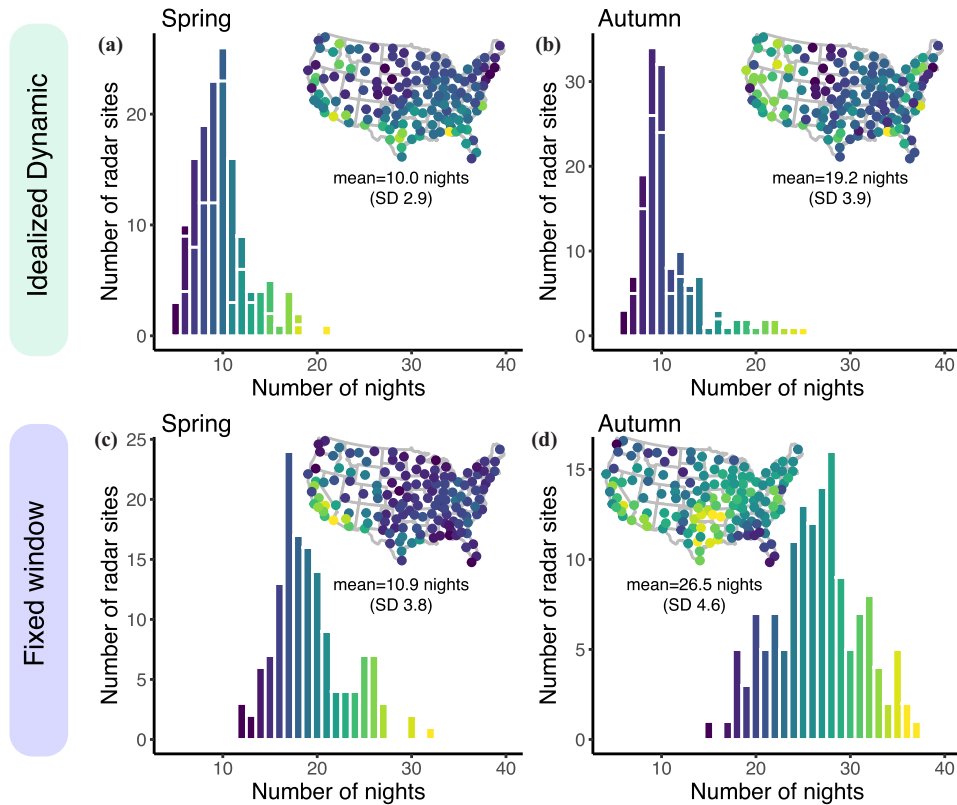 Idealized Dynamic
Spring
(a)
Number of radar sites
20
10
0
mean=10.0 nights
(SD 2.9)
10
20
30
40
Number of nights
Autumn
(b)
Number of radar sites
30
20
10
0
mean=19.2 nights
(SD 3.9)
10
20
30
40
Number of nights
Fixed window
Spring
(c)
Number of radar sites
25
20
15
10
5
0
mean=10.9 nights
(SD 3.8)
10
20
30
40
Number of nights
Autumn
(d)
Number of radar sites
15
10
5
0
mean=26.5 nights
(SD 4.6)
10
20
30
40
Number of nights